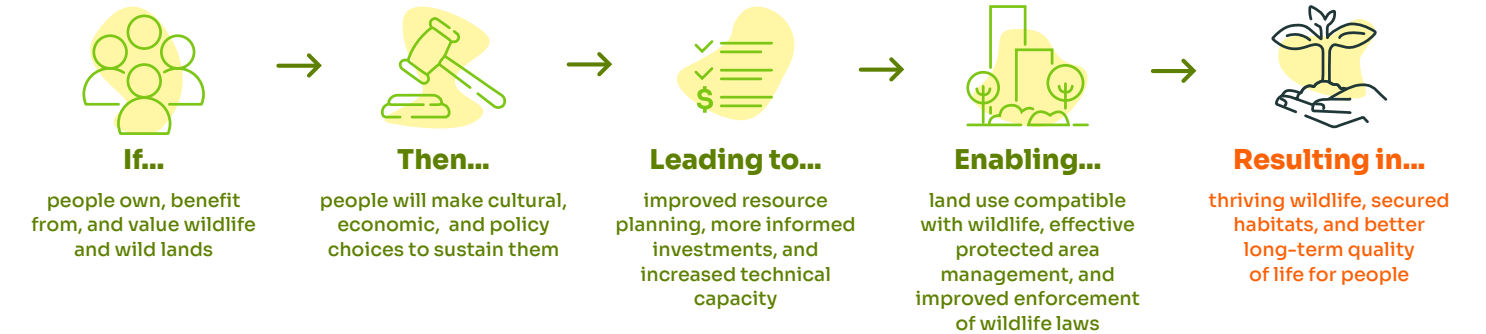 If...
people own, benefit
from, and value wildlife
and wild lands
Then...
people will make cultural,
economic, and policy
choices to sustain them
Leading to...
improved resource
planning, more informed
investments, and
increased technical
capacity
Enabling...
land use compatible
with wildlife, effective
protected area
management, and
improved enforcement
of wildlife laws
Resulting in...
thriving wildlife, secured
habitats, and better
long-term quality
of life for people